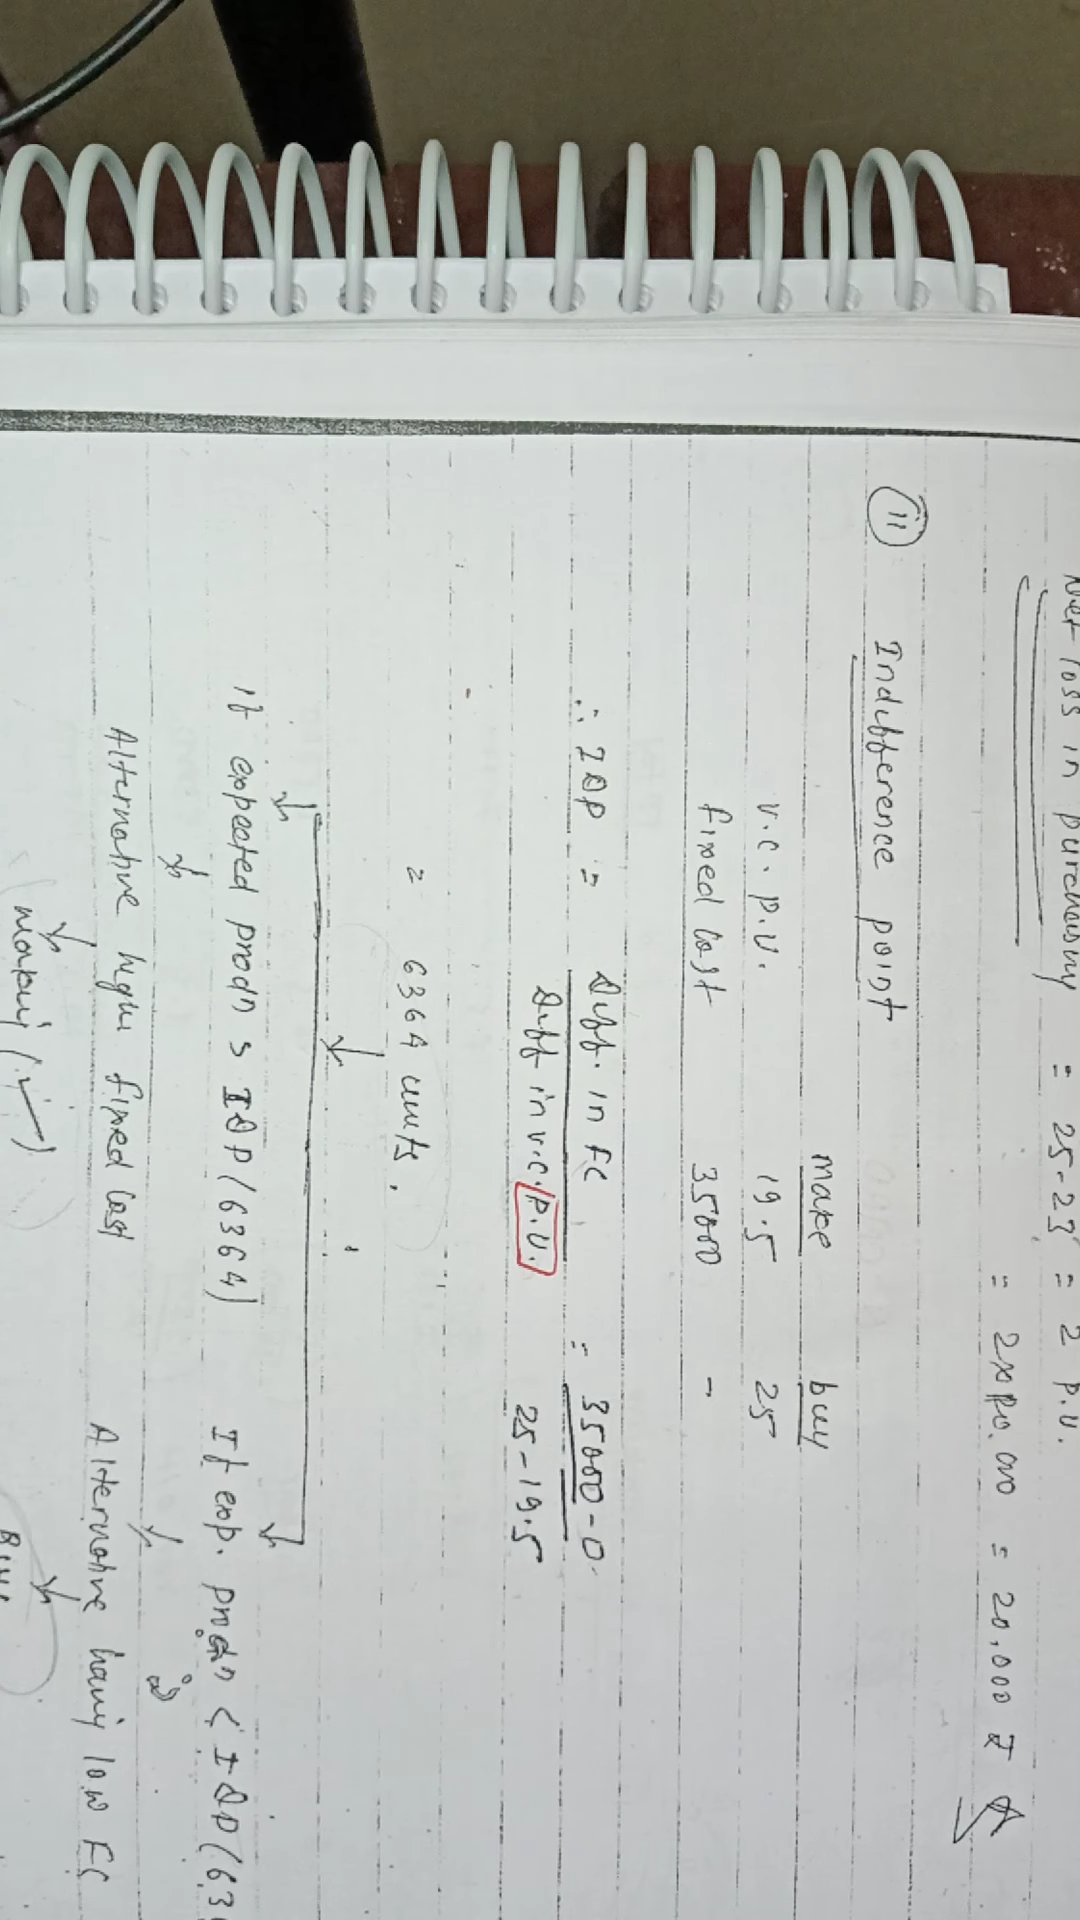 Net loss in purchasing = 25-23 = 2 P.U.
= 2× = 20,000 ₹
(ii) Indifference point
make buy
V.C. P.U. 19.5 25
fixed Cost 35000 -
∴ IDP = Diff. in FC = 35000-0
Diff in V.C. P.U. 25-19.5
= 6364 units.
If expected prodn > IDP (6364) If exp. prodn < IDP (636
Alternative higher fixed Cost Alternative having low FC
making